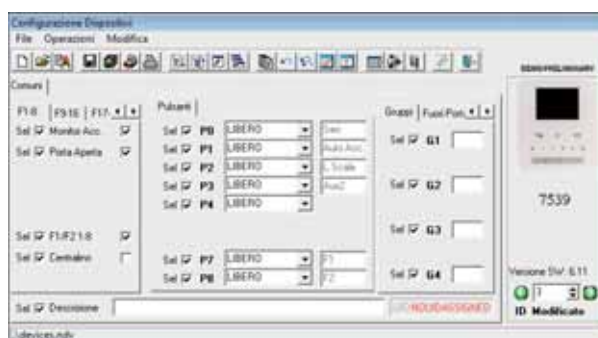 Configurazione Dispositivi
File Operazioni Modifica
Comuni
F1-8 F9-16 F17-
Pulsanti
Gruppi Fuori Porta
Sel Monitor Acc.
Sel Porta Aperta
Sel F1/F2 1-8
Sel Centralino
Sel P0 LIBERO
Sel P1 LIBERO Auto Acc.
Sel P2 LIBERO L. Scale
Sel P3 LIBERO Aux2
Sel P4 LIBERO
Sel P7 LIBERO F1
Sel P8 LIBERO F2
Sel G1
Sel G2
Sel G3
Sel G4
7539
Versione SW: 6.11
1
ID Modificato
Sel Descrizione
.\devices.mdv